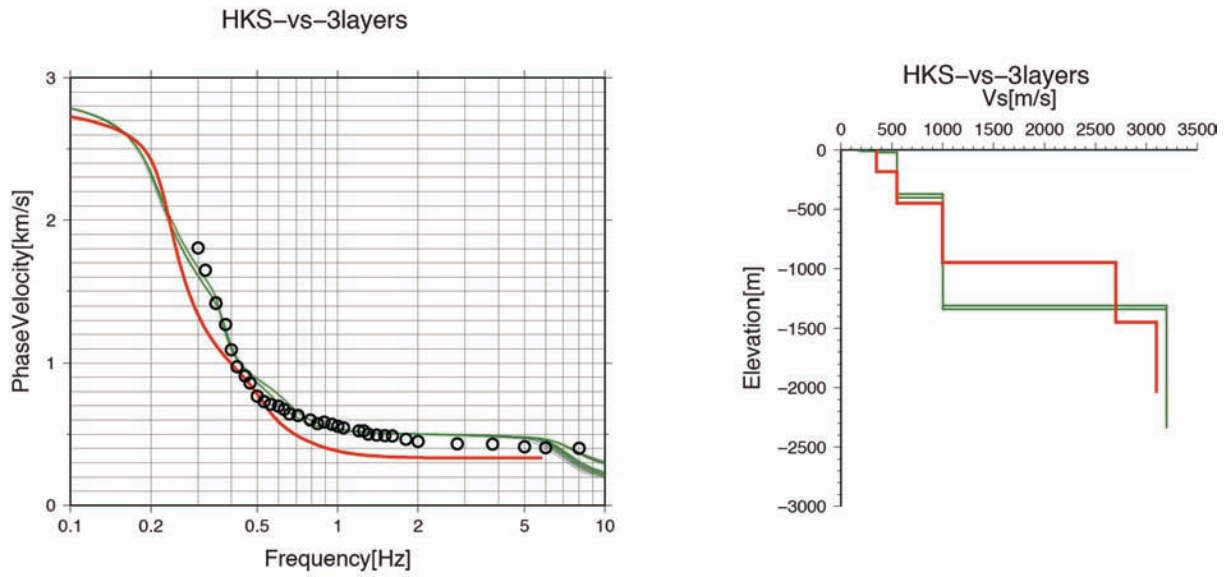 HKS-vs-3layers
3
2
1
0
PhaseVelocity[km/s]
0.1 0.2 0.5 1 2 5 10
Frequency[Hz]
HKS-vs-3layers
Vs[m/s]
0 500 1000 1500 2000 2500 3000 3500
0
-500
-1000
-1500
-2000
-2500
-3000
Elevation[m]